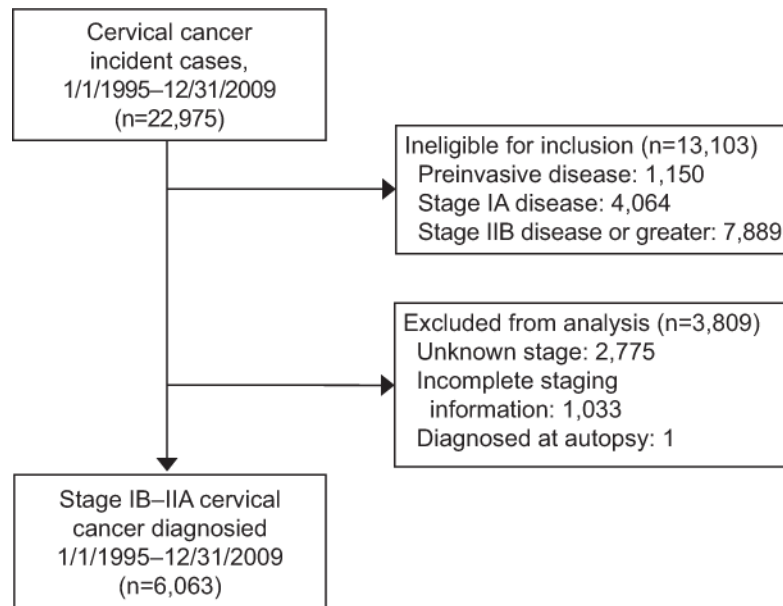 Cervical cancer
incident cases,
1/1/1995–12/31/2009
(n=22,975)
Ineligible for inclusion (n=13,103)
Preinvasive disease: 1,150
Stage IA disease: 4,064
Stage IIB disease or greater: 7,889
Excluded from analysis (n=3,809)
Unknown stage: 2,775
Incomplete staging
information: 1,033
Diagnosed at autopsy: 1
Stage IB–IIA cervical
cancer diagnosied
1/1/1995–12/31/2009
(n=6,063)